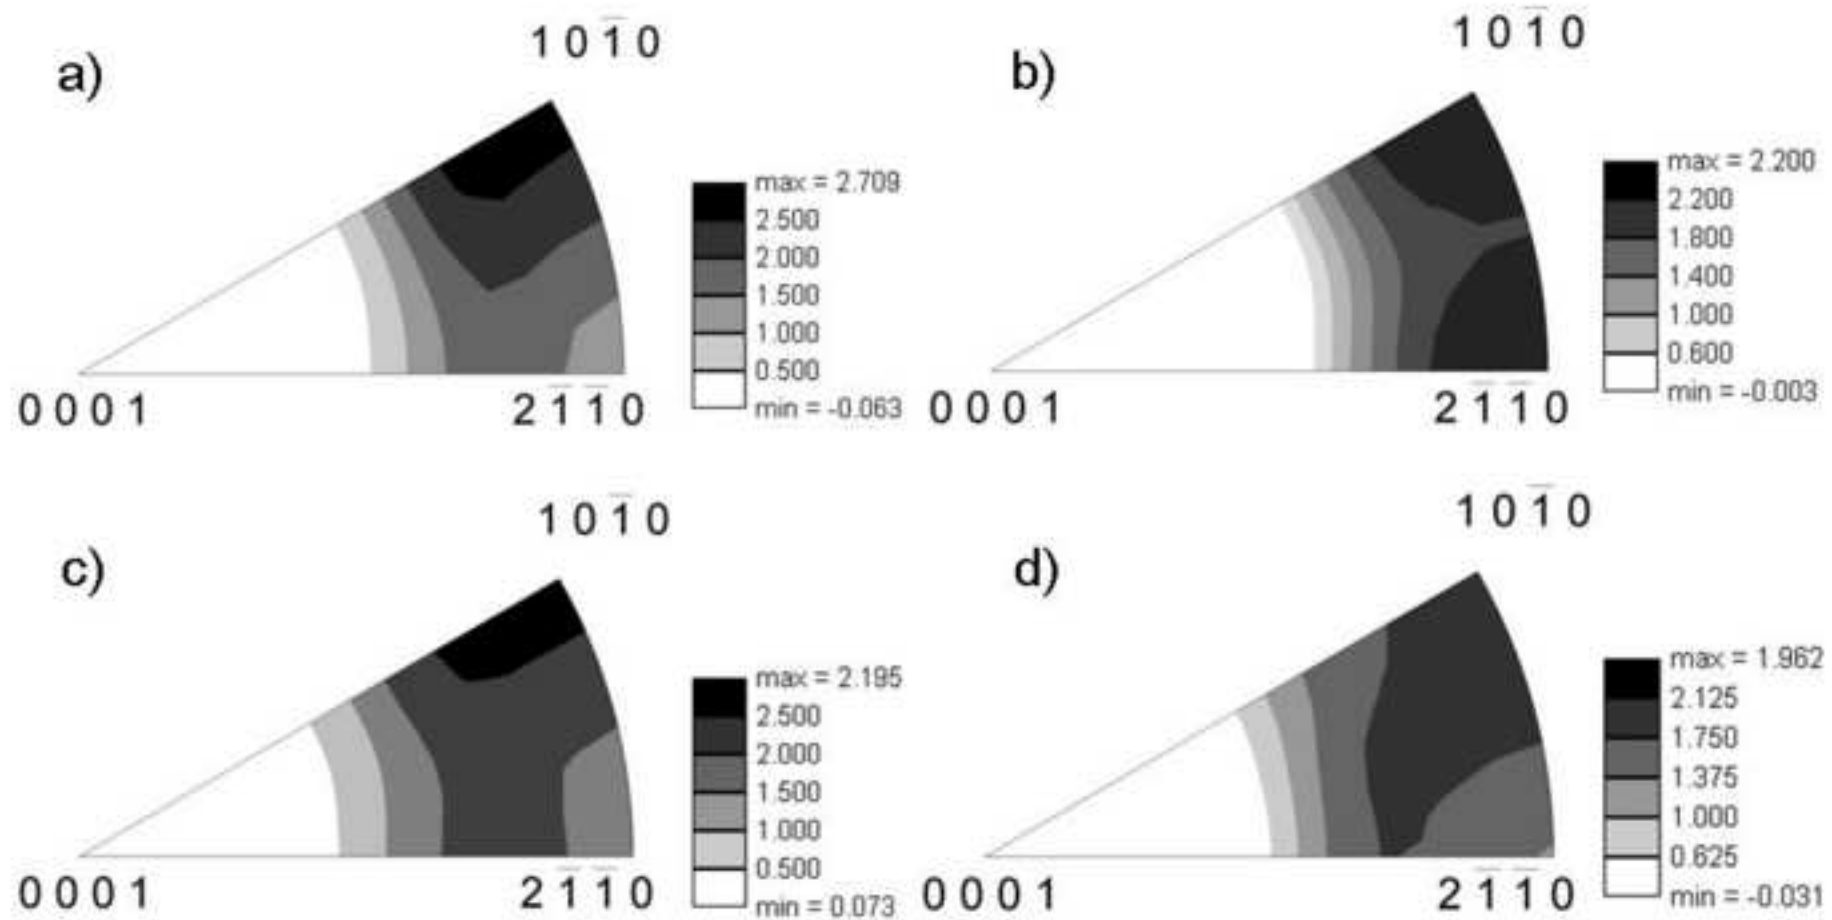 a)
1 0 1̅ 0
0 0 0 1
2 1̅ 1̅ 0
max = 2.709
2.500
2.000
1.500
1.000
0.500
min = -0.063
b)
1 0 1̅ 0
0 0 0 1
2 1̅ 1̅ 0
max = 2.200
2.200
1.800
1.400
1.000
0.600
min = -0.003
c)
1 0 1̅ 0
0 0 0 1
2 1̅ 1̅ 0
max = 2.195
2.500
2.000
1.500
1.000
0.500
min = 0.073
d)
1 0 1̅ 0
0 0 0 1
2 1̅ 1̅ 0
max = 1.962
2.125
1.750
1.375
1.000
0.625
min = -0.031